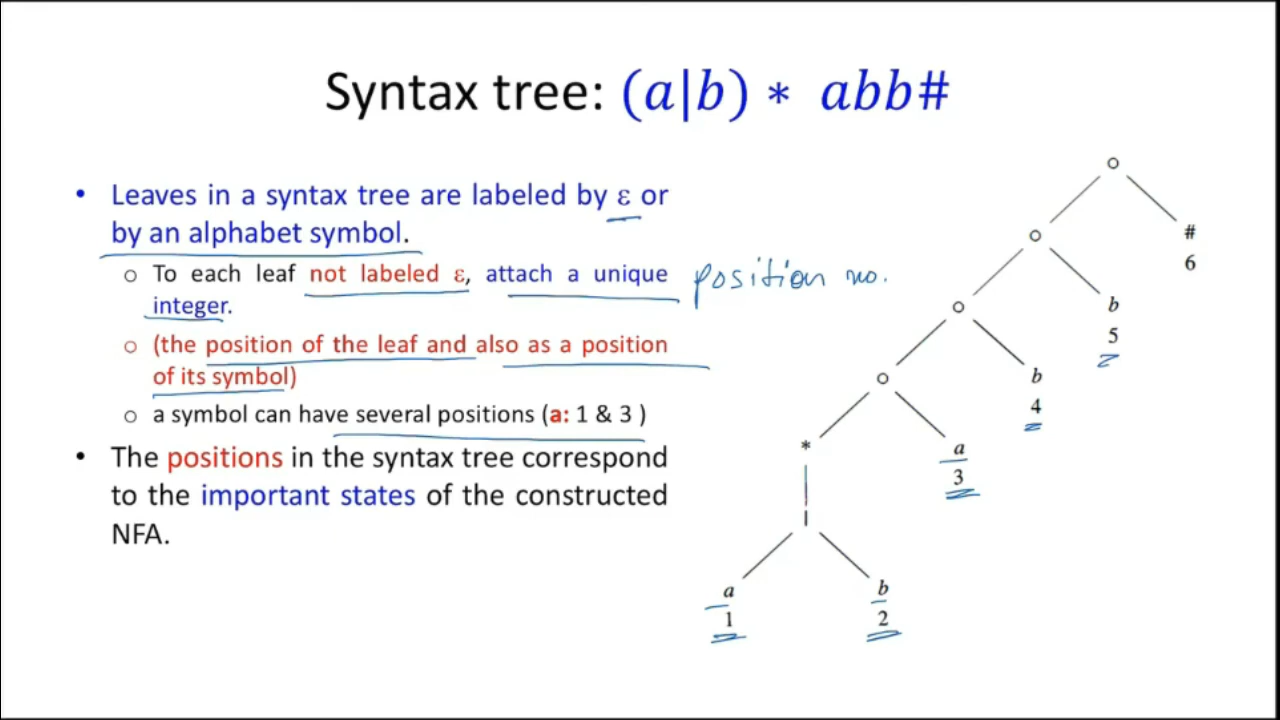 Syntax tree: (a|b) ∗ abb#
• Leaves in a syntax tree are labeled by ε or
by an alphabet symbol.
o To each leaf not labeled ε, attach a unique
integer.
position no.
o (the position of the leaf and also as a position
of its symbol)
o a symbol can have several positions (a: 1 & 3 )
• The positions in the syntax tree correspond
to the important states of the constructed
NFA.
#
6
b
5
b
4
*
a
3
|
a
1
b
2